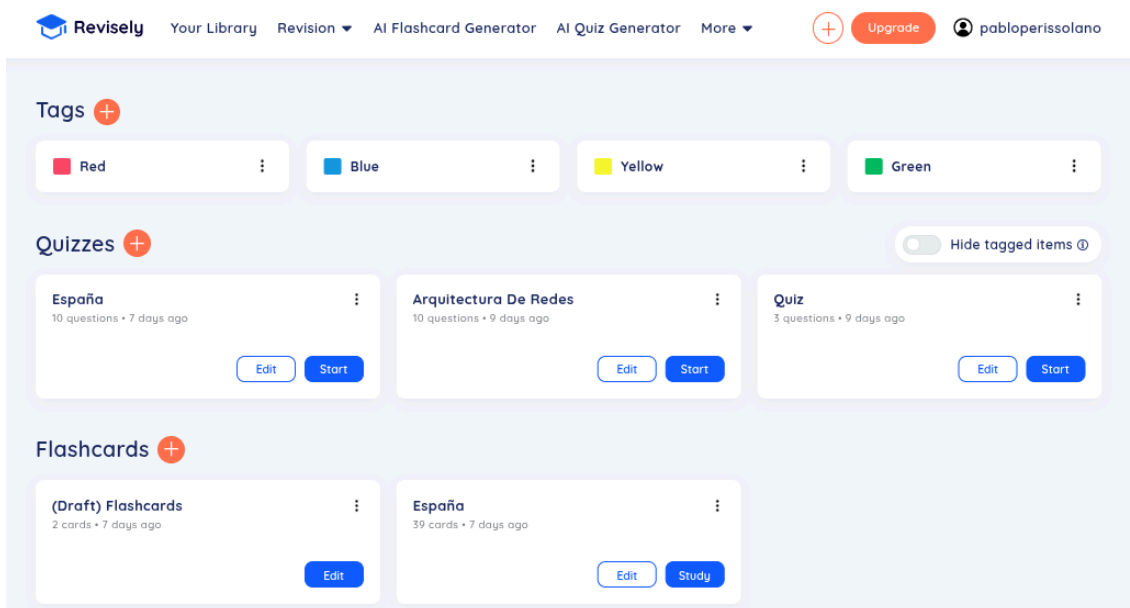 Revisely Your Library Revision AI Flashcard Generator AI Quiz Generator More Upgrade pabloperissolano
Tags
Red Blue Yellow Green
Quizzes
Hide tagged items
España
10 questions • 7 days ago
Edit Start
Arquitectura De Redes
10 questions • 9 days ago
Edit Start
Quiz
3 questions • 9 days ago
Edit Start
Flashcards
(Draft) Flashcards
2 cards • 7 days ago
Edit
España
39 cards • 7 days ago
Edit Study